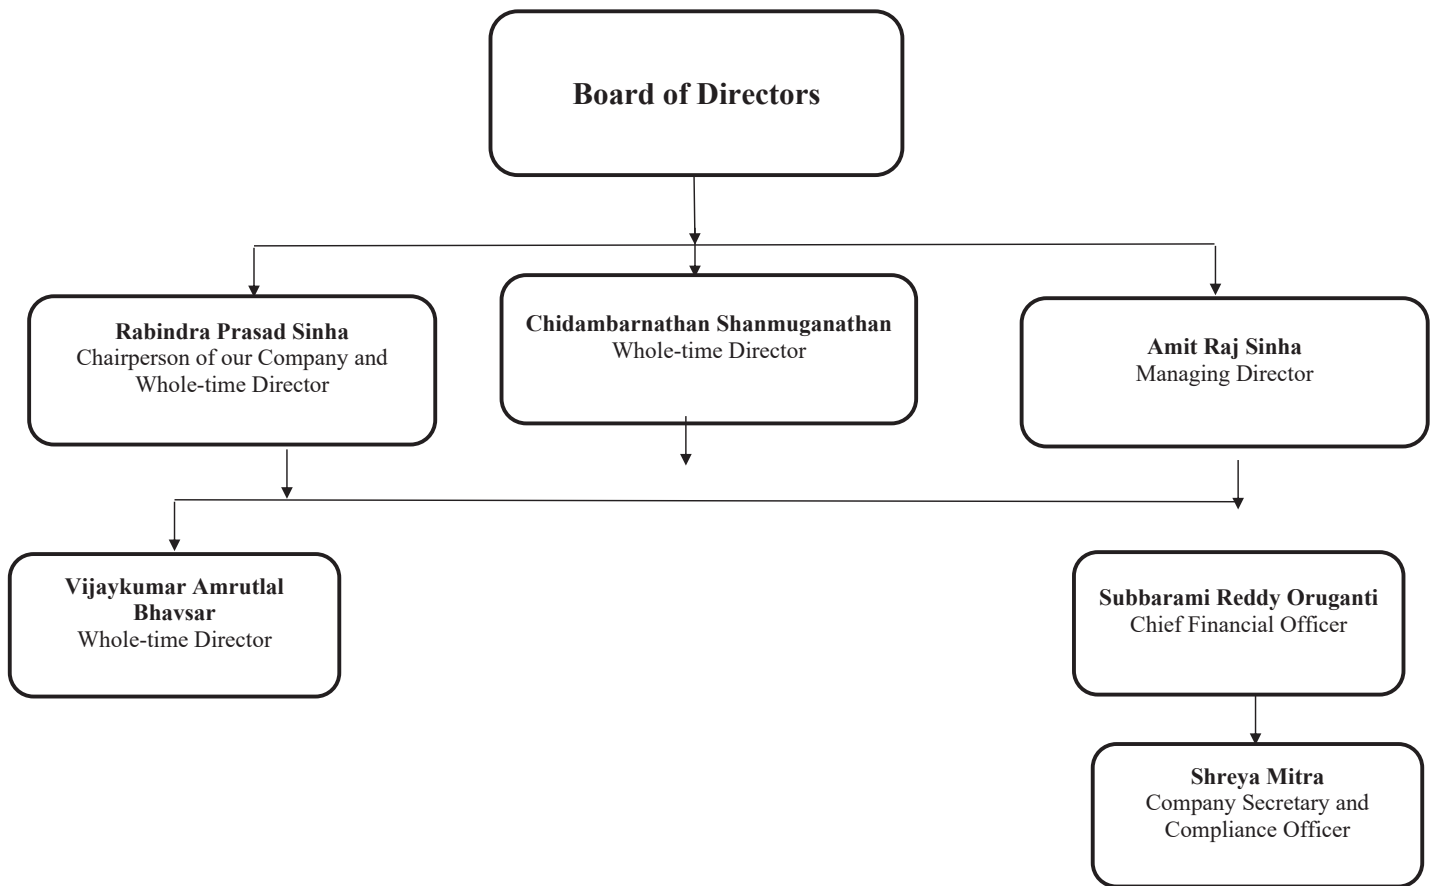 Board of Directors
Rabindra Prasad Sinha
Chairperson of our Company and
Whole-time Director
Chidambarnathan Shanmuganathan
Whole-time Director
Amit Raj Sinha
Managing Director
Vijaykumar Amrutlal
Bhavsar
Whole-time Director
Subbarami Reddy Oruganti
Chief Financial Officer
Shreya Mitra
Company Secretary and
Compliance Officer